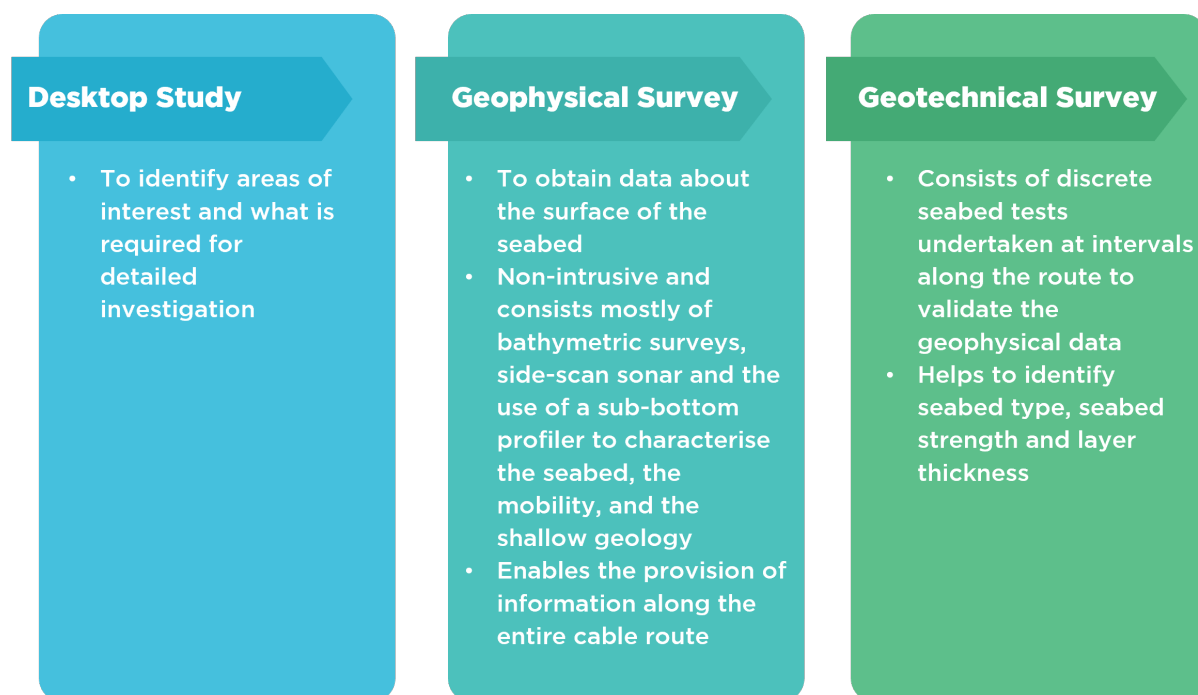 Desktop Study
• To identify areas of
interest and what is
required for
detailed
investigation
Geophysical Survey
• To obtain data about
the surface of the
seabed
• Non-intrusive and
consists mostly of
bathymetric surveys,
side-scan sonar and the
use of a sub-bottom
profiler to characterise
the seabed, the
mobility, and the
shallow geology
• Enables the provision of
information along the
entire cable route
Geotechnical Survey
• Consists of discrete
seabed tests
undertaken at intervals
along the route to
validate the
geophysical data
• Helps to identify
seabed type, seabed
strength and layer
thickness